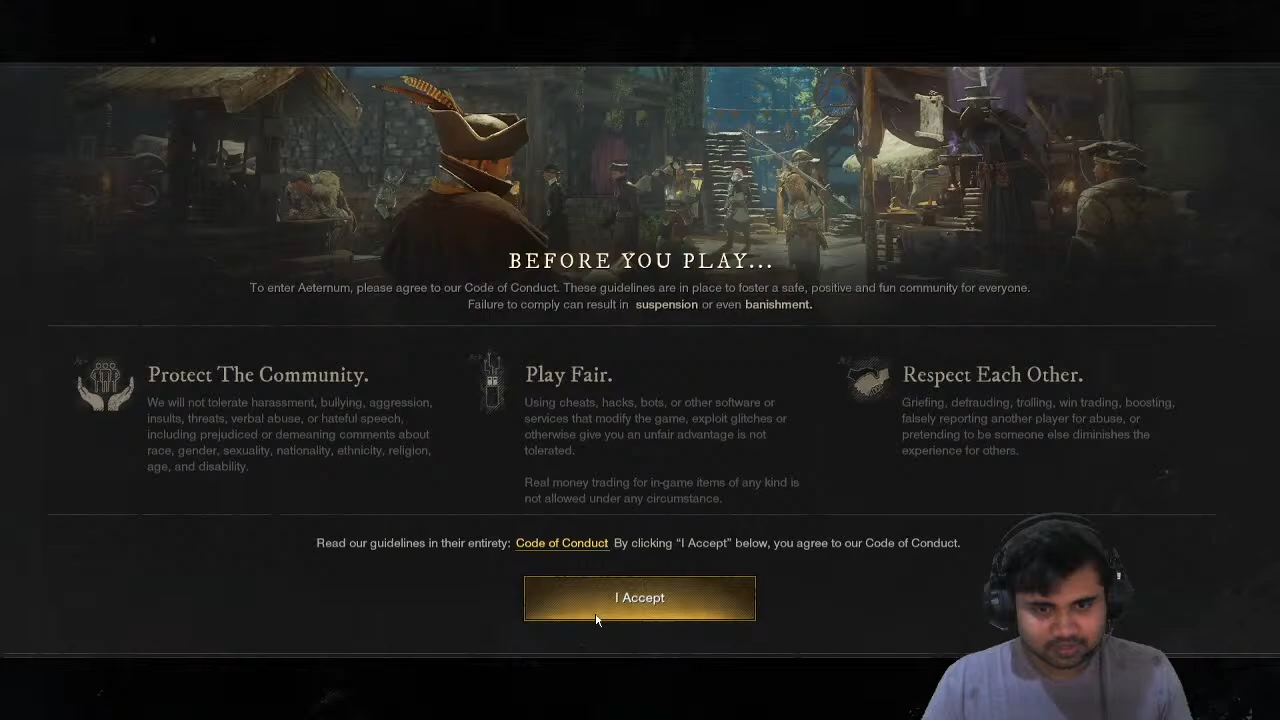 BEFORE YOU PLAY...
To enter Aeternum, please agree to our Code of Conduct. These guidelines are in place to foster a safe, positive and fun community for everyone.
Failure to comply can result in suspension or even banishment.
Protect The Community.
We will not tolerate harassment, bullying, aggression,
insults, threats, verbal abuse, or hateful speech,
including prejudiced or demeaning comments about
race, gender, sexuality, nationality, ethnicity, religion,
age, and disability.
Play Fair.
Using cheats, hacks, bots, or other software or
services that modify the game, exploit glitches or
otherwise give you an unfair advantage is not
tolerated.
Real money trading for in-game items of any kind is
not allowed under any circumstance.
Respect Each Other.
Griefing, defrauding, trolling, win trading, boosting,
falsely reporting another player for abuse, or
pretending to be someone else diminishes the
experience for others.
Read our guidelines in their entirety: Code of Conduct By clicking “I Accept” below, you agree to our Code of Conduct.
I Accept